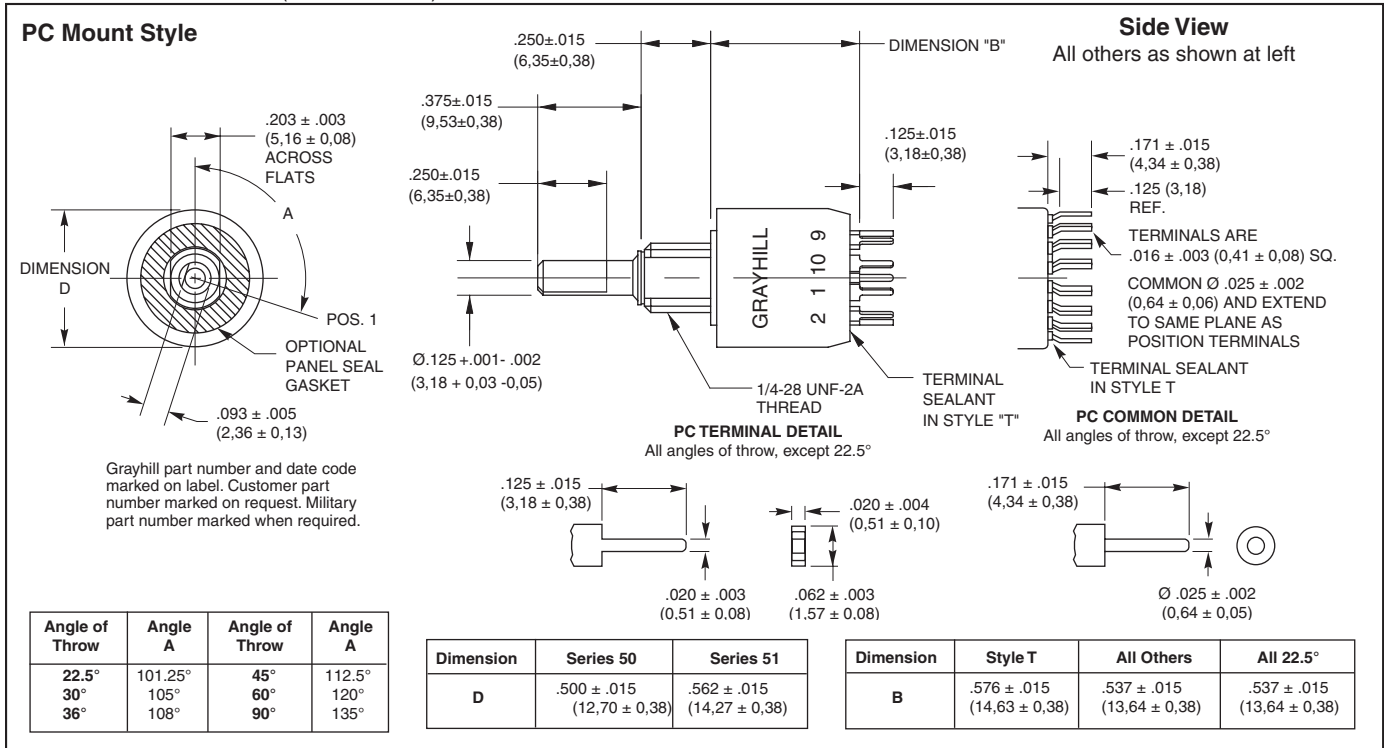 PC Mount Style
Side View
All others as shown at left
.203 ± .003
(5,16 ± 0,08)
ACROSS
FLATS
A
DIMENSION
D
POS. 1
OPTIONAL
PANEL SEAL
GASKET
.093 ± .005
(2,36 ± 0,13)
Grayhill part number and date code
marked on label. Customer part
number marked on request. Military
part number marked when required.
.250±.015
(6,35±0,38)
DIMENSION "B"
.375±.015
(9,53±0,38)
.125±.015
(3,18±0,38)
.250±.015
(6,35±0,38)
GRAYHILL
2 1 10 9
Ø.125 +.001- .002
(3,18 + 0,03 -0,05)
1/4-28 UNF-2A
THREAD
TERMINAL
SEALANT
IN STYLE "T"
.171 ± .015
(4,34 ± 0,38)
.125 (3,18)
REF.
TERMINALS ARE
.016 ± .003 (0,41 ± 0,08) SQ.
COMMON Ø .025 ± .002
(0,64 ± 0,06) AND EXTEND
TO SAME PLANE AS
POSITION TERMINALS
TERMINAL SEALANT
IN STYLE T
PC TERMINAL DETAIL
All angles of throw, except 22.5°
.125 ± .015
(3,18 ± 0,38)
.020 ± .004
(0,51 ± 0,10)
.020 ± .003
(0.51 ± 0,08)
.062 ± .003
(1,57 ± 0,08)
PC COMMON DETAIL
All angles of throw, except 22.5°
.171 ± .015
(4,34 ± 0,38)
Ø .025 ± .002
(0,64 ± 0,05)
Angle of Throw Angle A Angle of Throw Angle A
22.5° 101.25° 45° 112.5°
30° 105° 60° 120°
36° 108° 90° 135°
Dimension Series 50 Series 51
D .500 ± .015 .562 ± .015
(12,70 ± 0,38) (14,27 ± 0,38)
Dimension Style T All Others All 22.5°
B .576 ± .015 .537 ± .015 .537 ± .015
(14,63 ± 0,38) (13,64 ± 0,38) (13,64 ± 0,38)